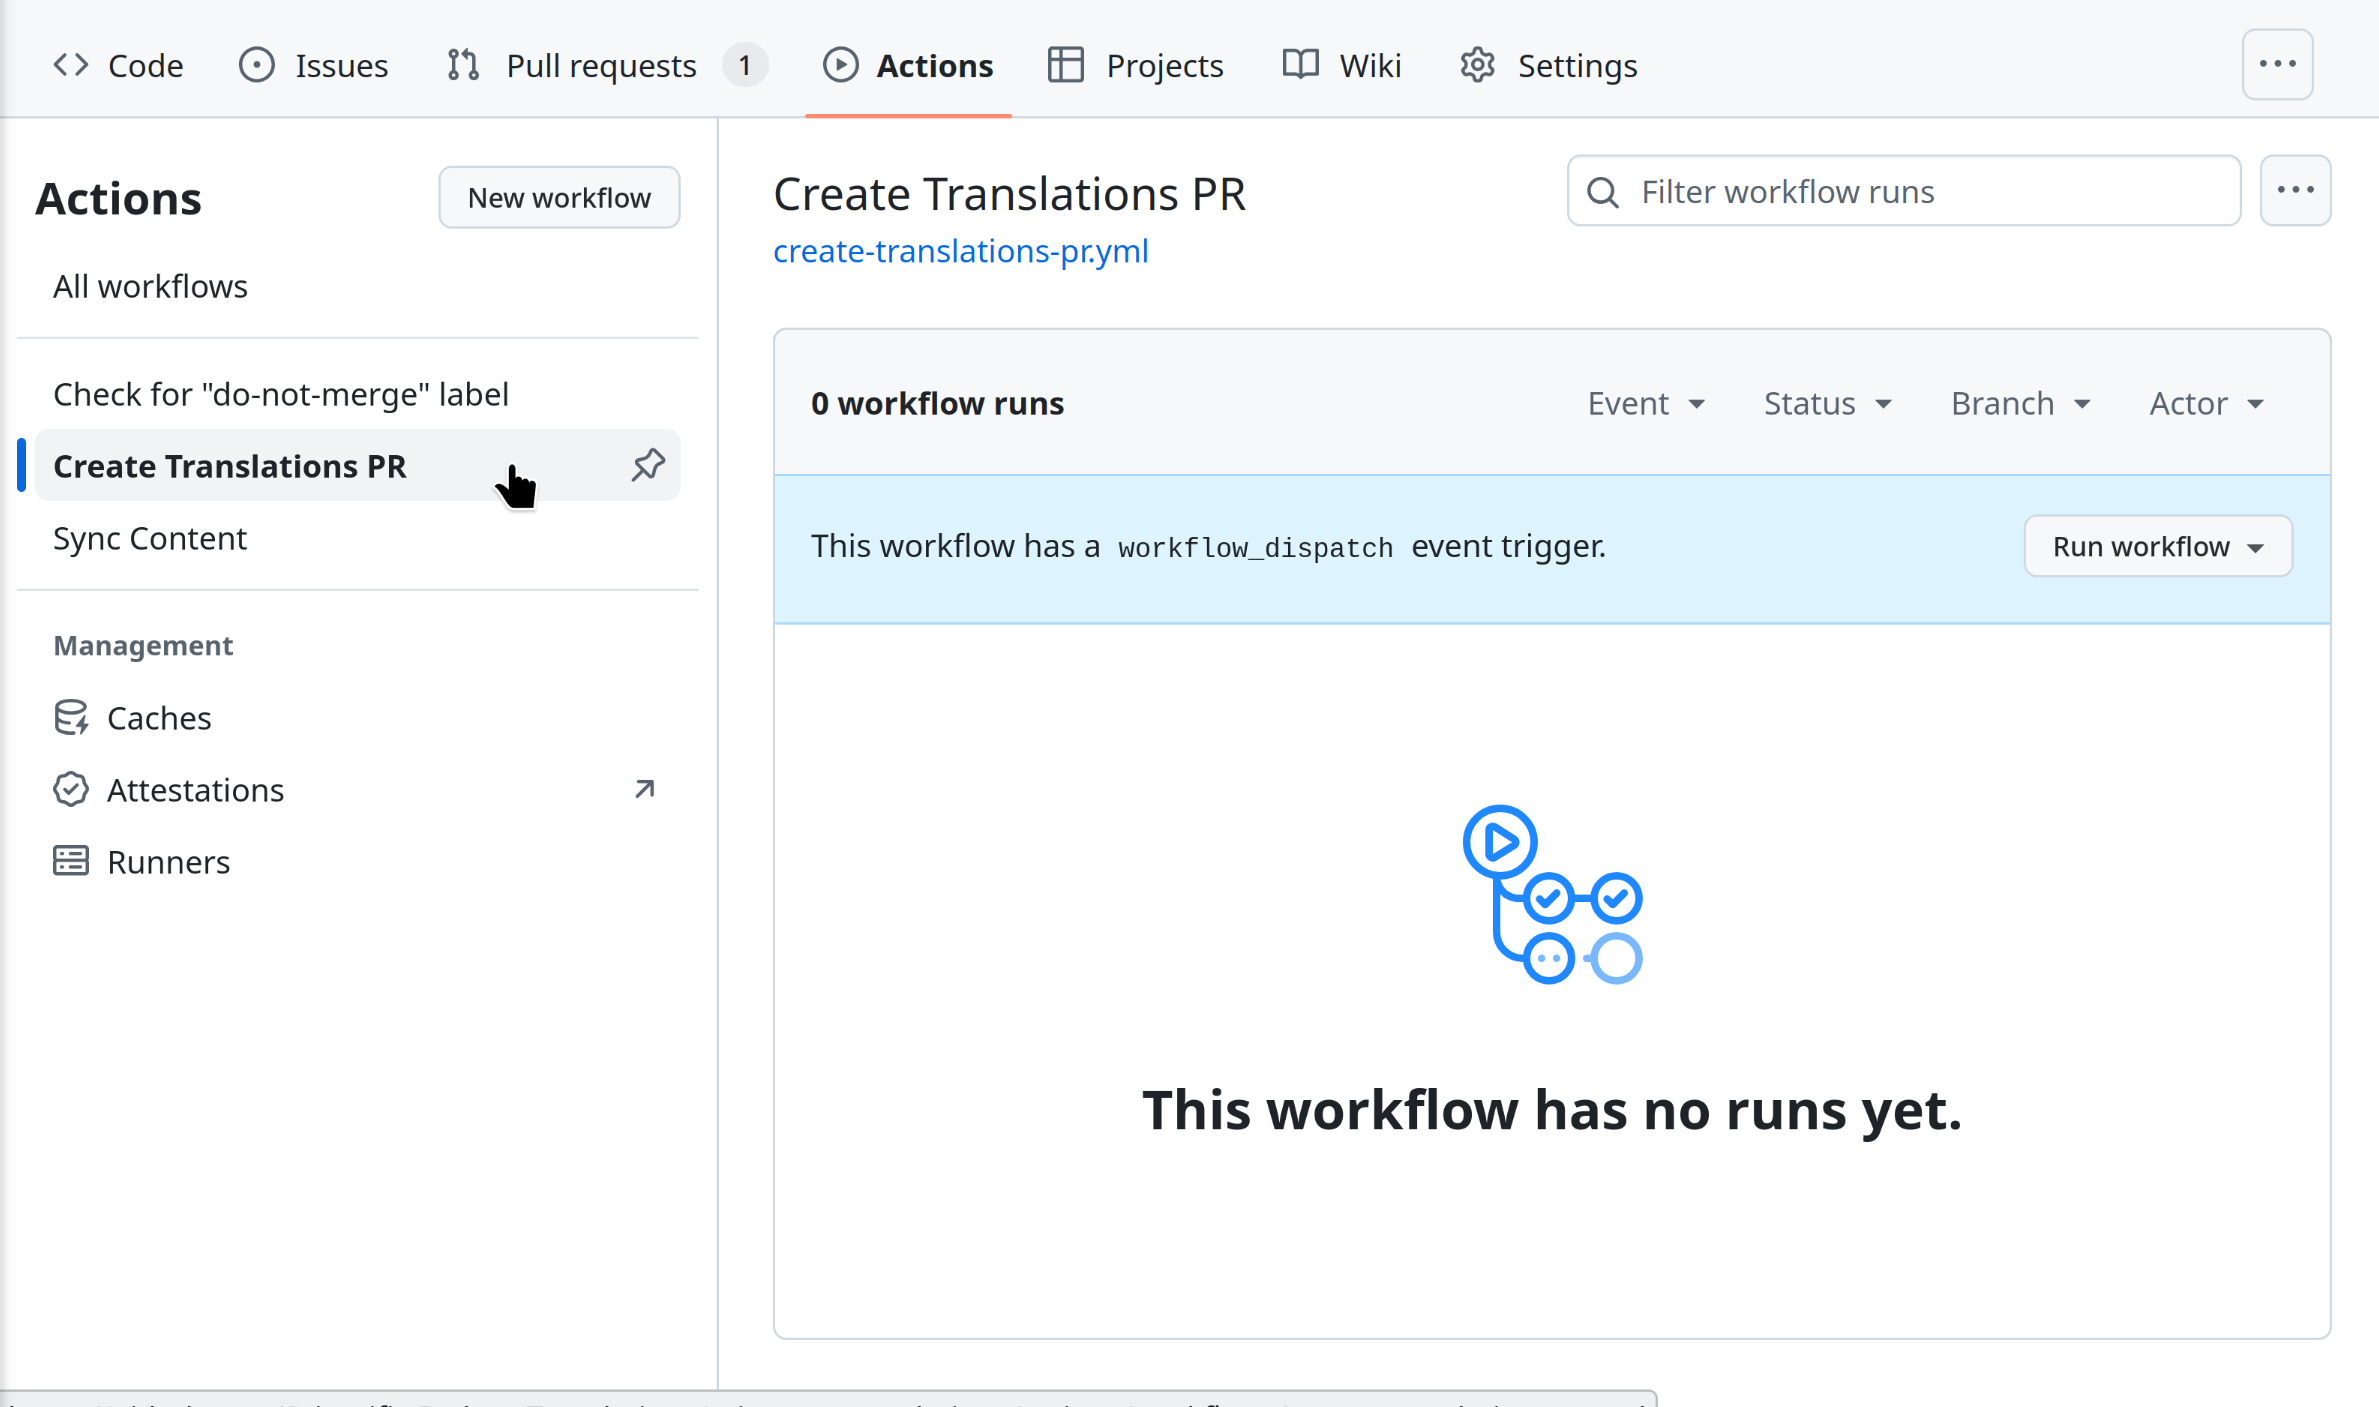 Code Issues Pull requests 1 Actions Projects Wiki Settings
Actions
New workflow
All workflows
Check for "do-not-merge" label
Create Translations PR
Sync Content
Management
Caches
Attestations
Runners
Create Translations PR
Filter workflow runs
create-translations-pr.yml
0 workflow runs Event Status Branch Actor
This workflow has a workflow_dispatch event trigger. Run workflow
This workflow has no runs yet.